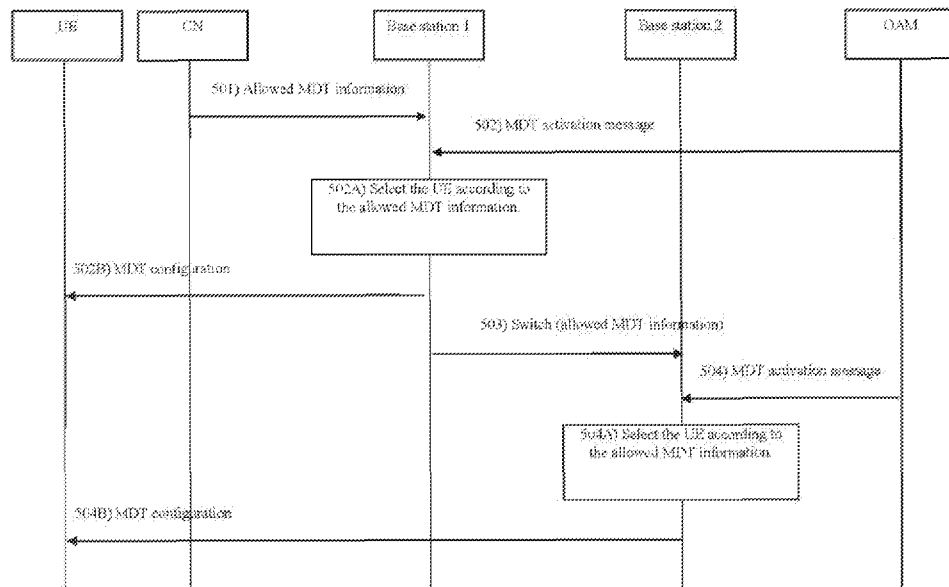 UE
CN
Base station 1
Base station 2
OAM
501) Allowed MDT information
502) MDT activation message
502A) Select the UE according to
the allowed MDT information.
502B) MDT configuration
503) Switch (allowed MDT information)
504) MDT activation message
504A) Select the UE according to
the allowed MDT information.
504B) MDT configuration